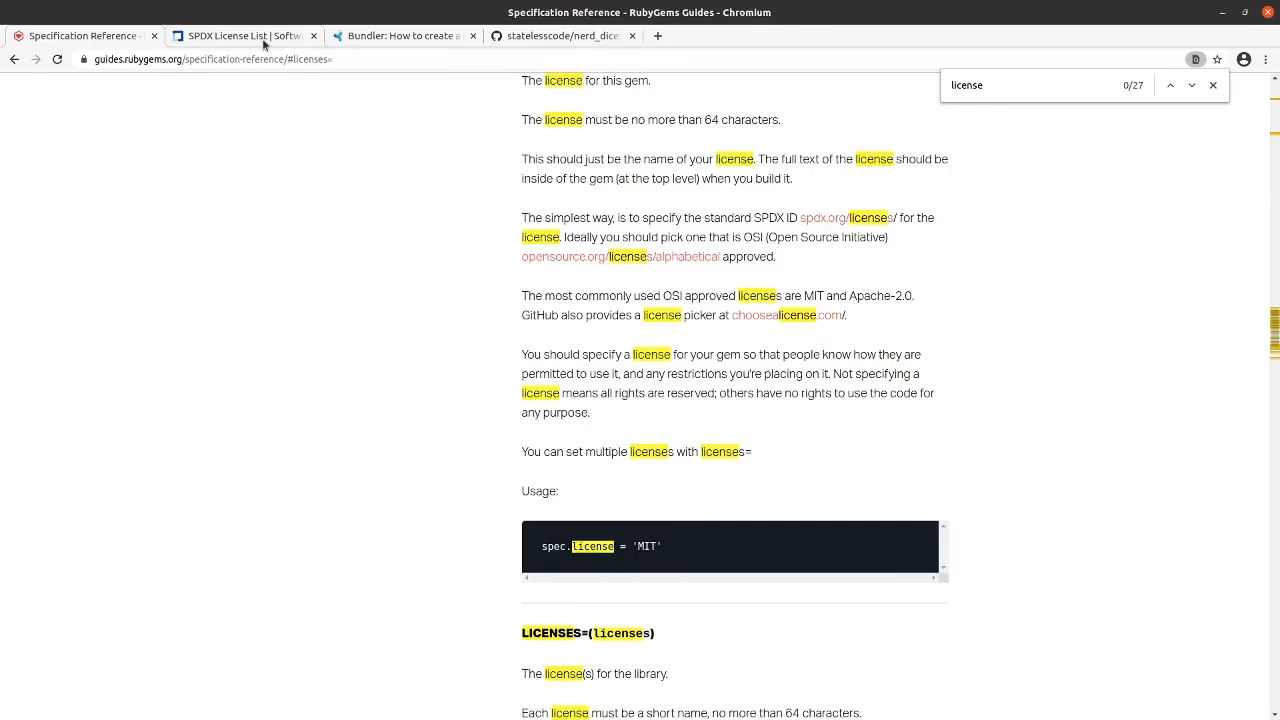 Specification Reference - RubyGems Guides - Chromium
Specification Reference -
SPDX License List | Softw
Bundler: How to create a
statelesscode/nerd_dice
guides.rubygems.org/specification-reference/#licenses=
license
0/27
The license for this gem.
The license must be no more than 64 characters.
This should just be the name of your license. The full text of the license should be
inside of the gem (at the top level) when you build it.
The simplest way, is to specify the standard SPDX ID spdx.org/licenses/ for the
license. Ideally you should pick one that is OSI (Open Source Initiative)
opensource.org/licenses/alphabetical approved.
The most commonly used OSI approved licenses are MIT and Apache-2.0.
GitHub also provides a license picker at choosealicense.com/.
You should specify a license for your gem so that people know how they are
permitted to use it, and any restrictions you're placing on it. Not specifying a
license means all rights are reserved; others have no rights to use the code for
any purpose.
You can set multiple licenses with licenses=
Usage:
spec.license = 'MIT'
LICENSES=(licenses)
The license(s) for the library.
Each license must be a short name, no more than 64 characters.